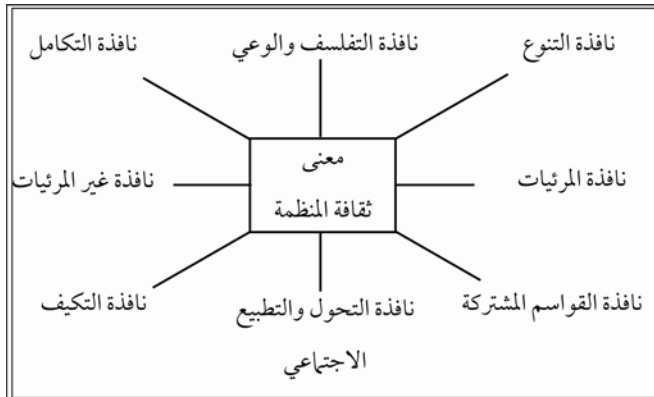 نافذة التنوع
نافذة التفلسف والوعي
نافذة التكامل
معنى
ثقافة المنظمة
نافذة المرئيات
نافذة غير المرئيات
نافذة القواسم المشتركة
نافذة التحول والتطبيع
الاجتماعي
نافذة التكيف